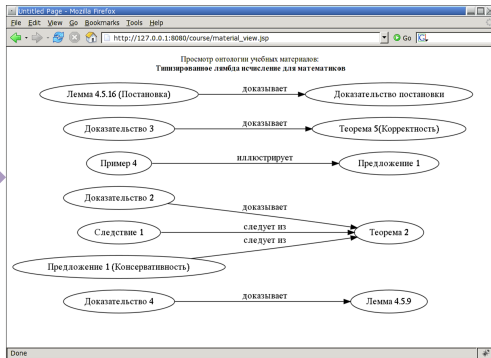 Untitled Page - Mozilla Firefox
File Edit View Go Bookmarks Tools Help
http://127.0.0.1:8080/course/material_view.jsp
Go
Просмотр онтологии учебных материалов:
Типизированное лямбда исчисление для математиков
Лемма 4.5.16 (Постановка) доказывает Доказательство постановки
Доказательство 3 доказывает Теорема 5(Корректность)
Пример 4 иллюстрирует Предложение 1
Доказательство 2
доказывает
Следствие 1 следует из Теорема 2
следует из
Предложение 1 (Консервативность)
Доказательство 4 доказывает Лемма 4.5.9
Done